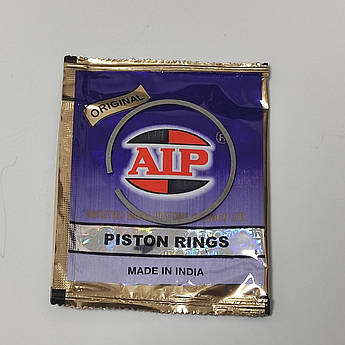 ORIGINAL
AIP
®
PISTON RINGS
MADE IN INDIA